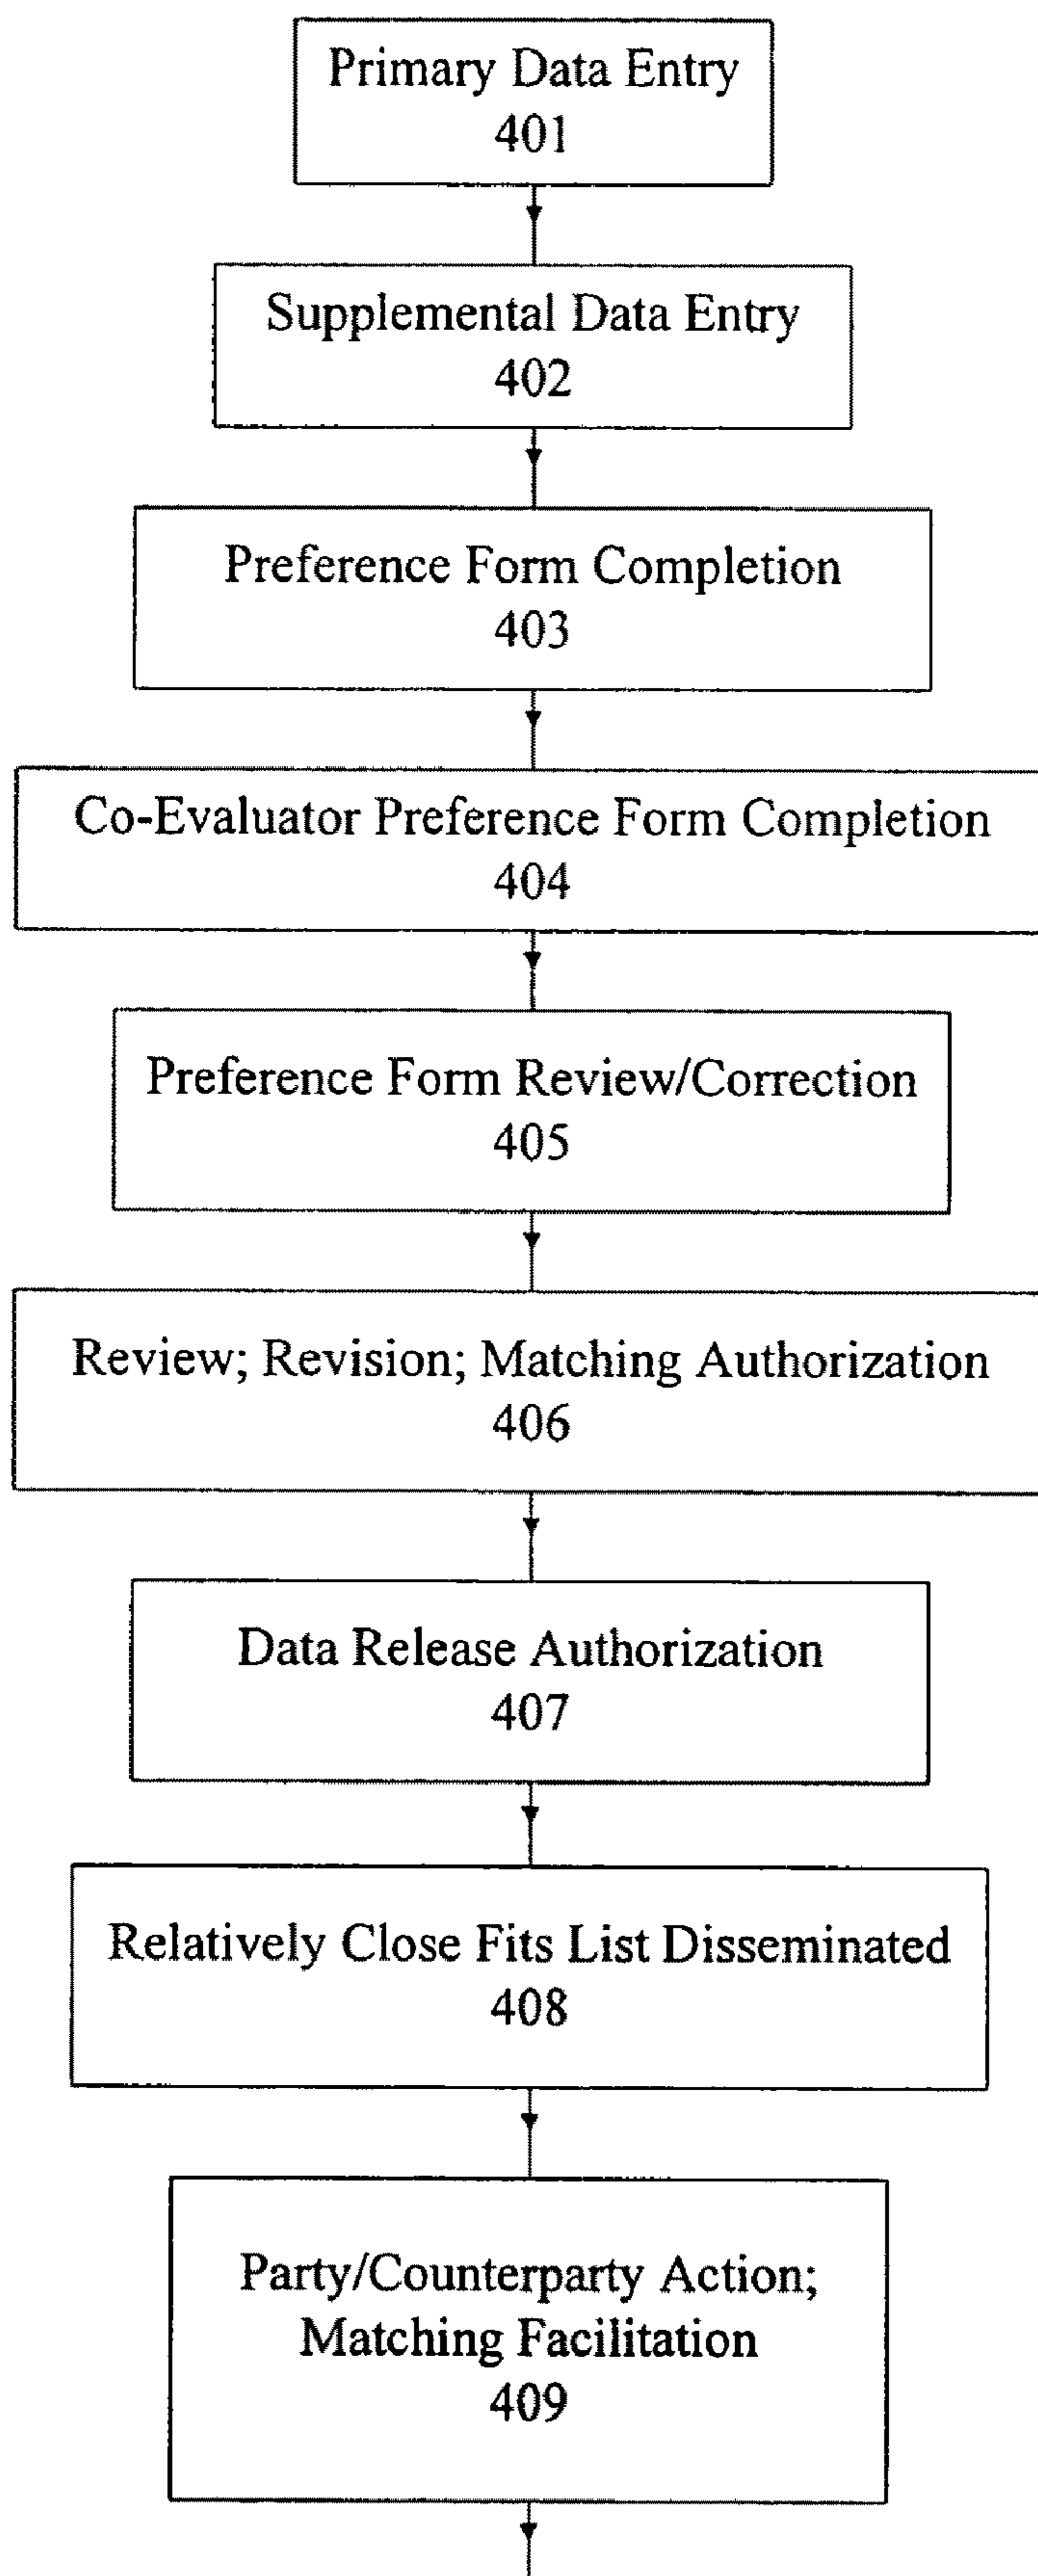 Primary Data Entry
401
Supplemental Data Entry
402
Preference Form Completion
403
Co-Evaluator Preference Form Completion
404
Preference Form Review/Correction
405
Review; Revision; Matching Authorization
406
Data Release Authorization
407
Relatively Close Fits List Disseminated
408
Party/Counterparty Action;
Matching Facilitation
409